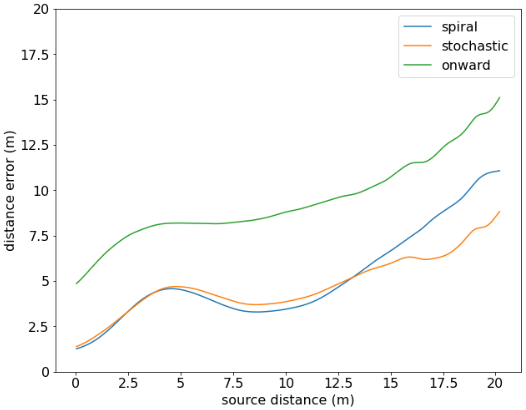 20
17.5
15
12.5
10
7.5
5
2.5
0
distance error (m)
spiral
stochastic
onward
0 2.5 5 7.5 10 12.5 15 17.5 20
source distance (m)